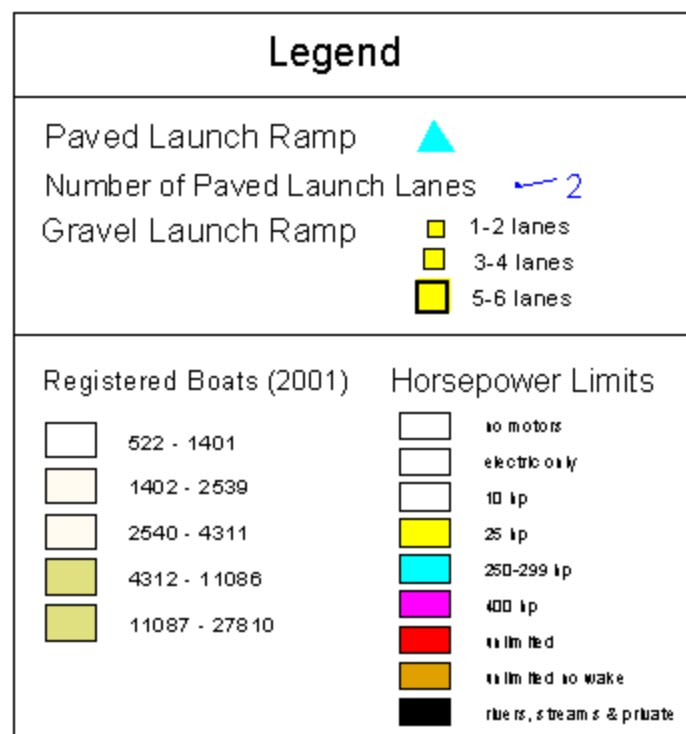 Legend
Paved Launch Ramp
Number of Paved Launch Lanes 2
Gravel Launch Ramp
1-2 lanes
3-4 lanes
5-6 lanes
Registered Boats (2001)
522 - 1401
1402 - 2539
2540 - 4311
4312 - 11086
11087 - 27810
Horsepower Limits
no motors
electric only
10 hp
25 hp
250-299 hp
400 hp
unlimited
unlimited no wake
rivers, streams & private